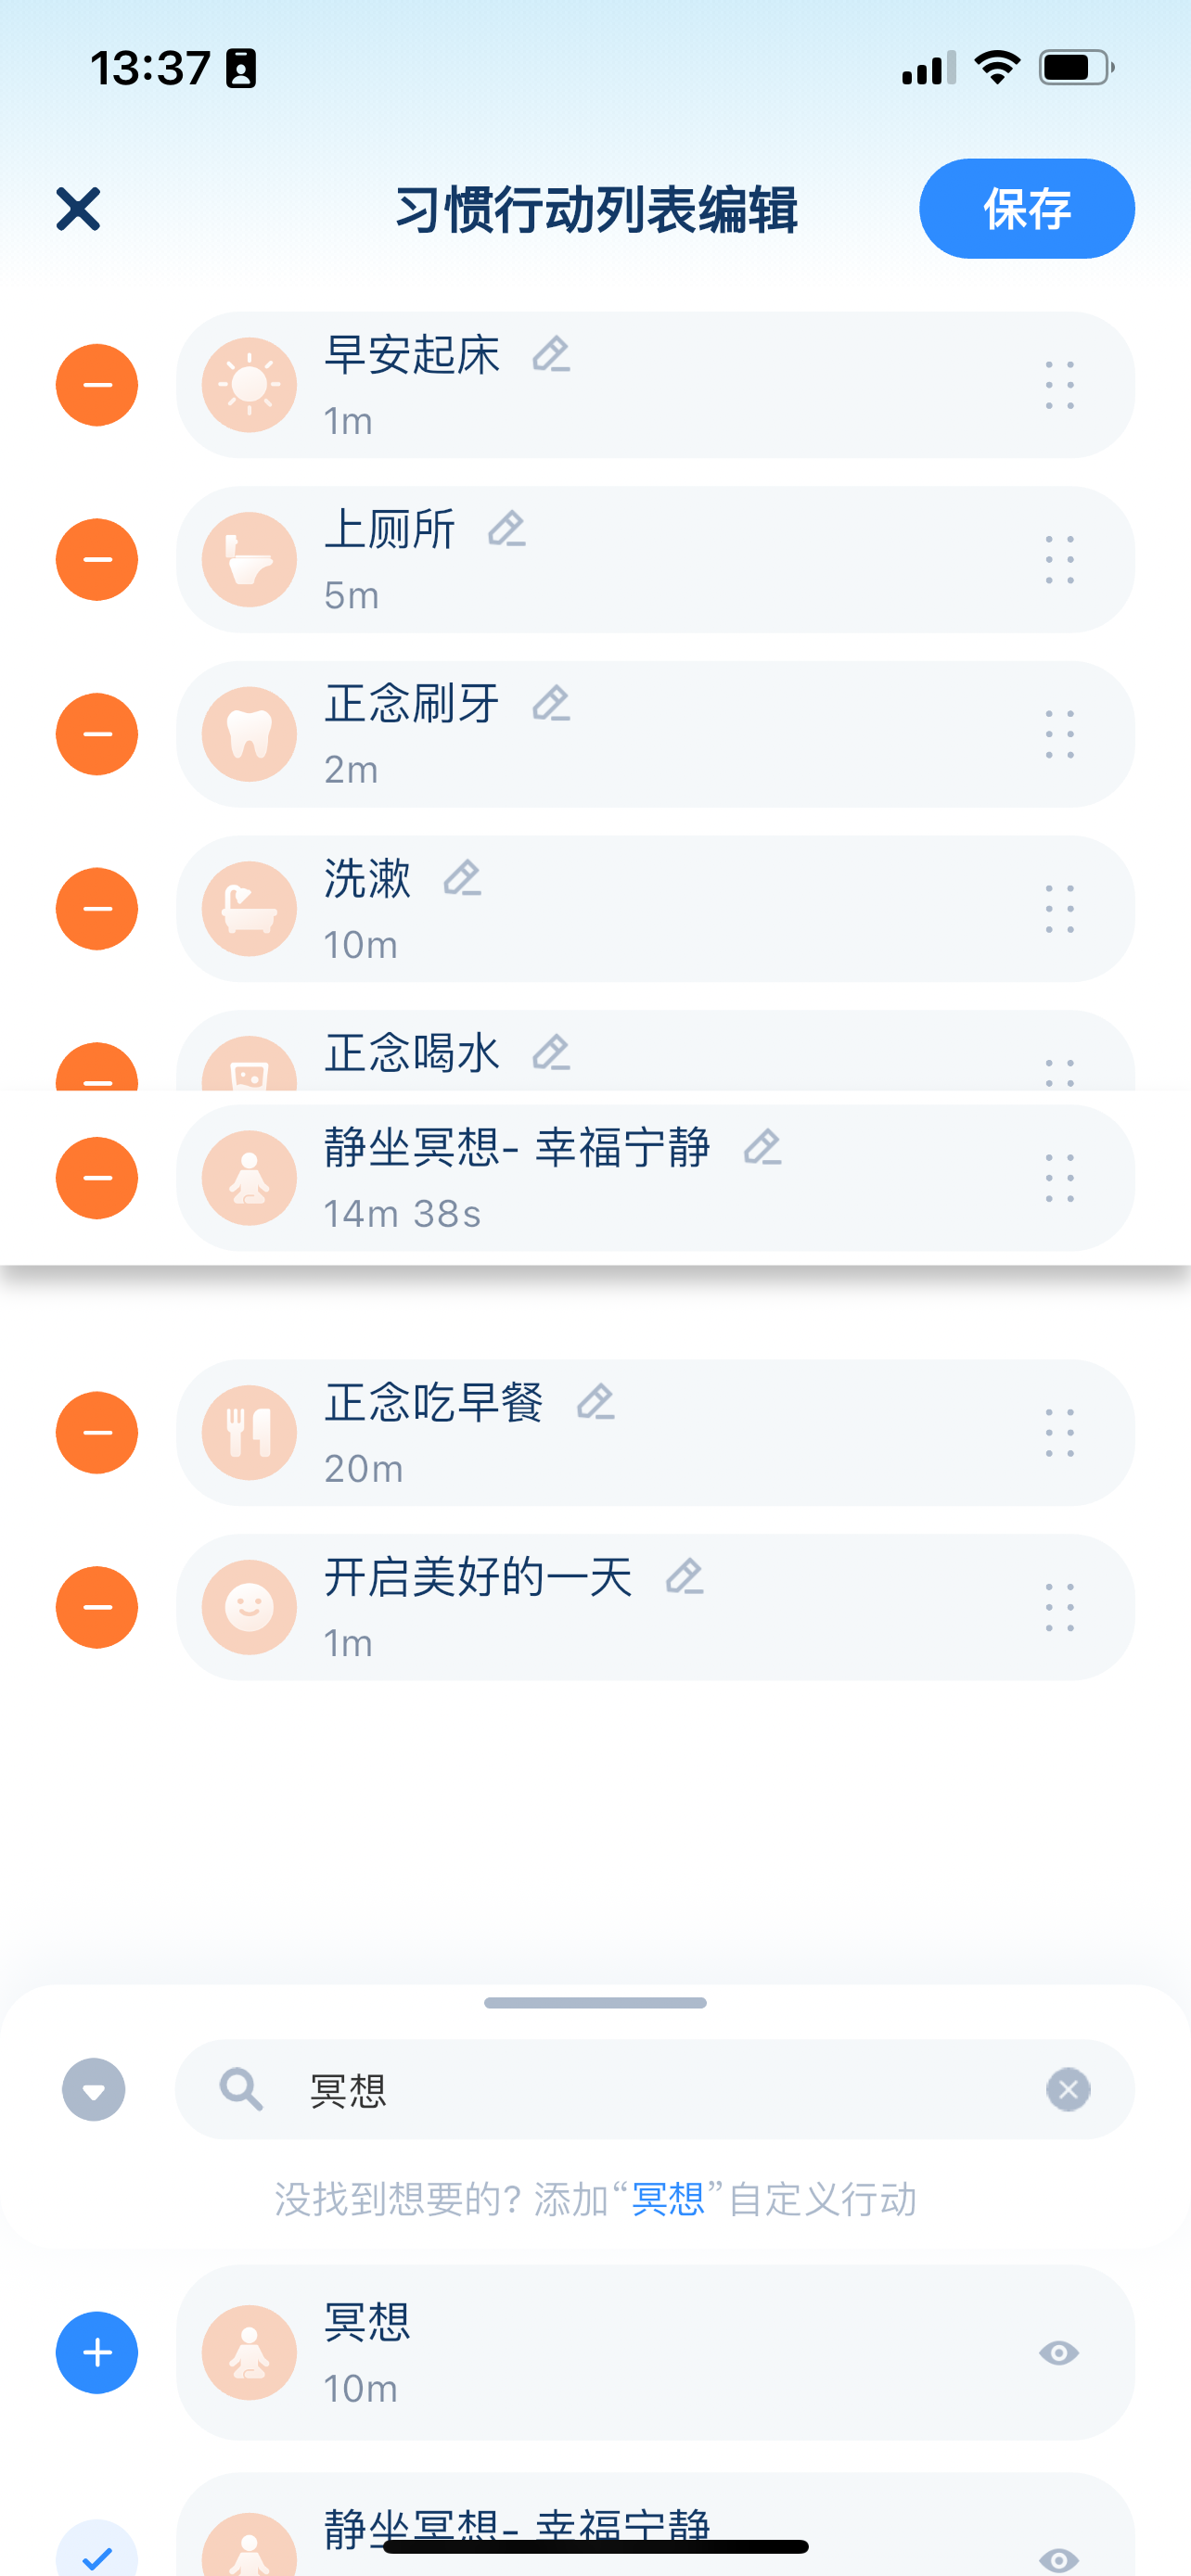 13:37
习惯行动列表编辑
保存
早安起床
1m
上厕所
5m
正念刷牙
2m
洗漱
10m
正念喝水
静坐冥想- 幸福宁静
14m 38s
正念吃早餐
20m
开启美好的一天
1m
冥想
没找到想要的? 添加“冥想”自定义行动
冥想
10m
静坐冥想- 幸福宁静